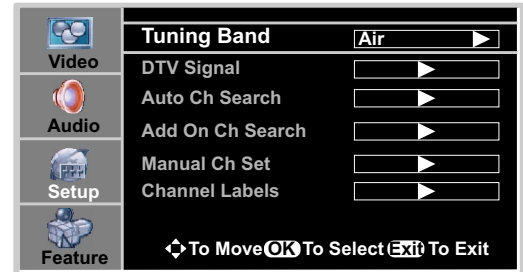 Video
Audio
Setup
Feature
Tuning Band Air
DTV Signal
Auto Ch Search
Add On Ch Search
Manual Ch Set
Channel Labels
To Move OK To Select Exit To Exit